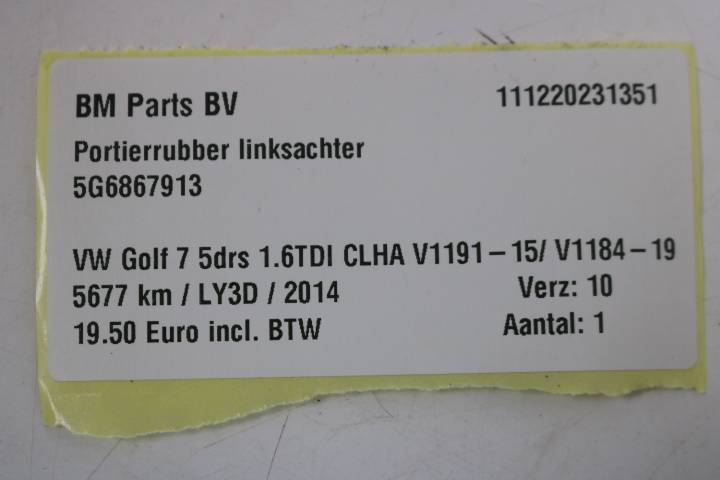 BM Parts BV 111220231351
Portierrubber linksachter
5G6867913
VW Golf 7 5drs 1.6TDI CLHA V1191-15/ V1184-19
5677 km / LY3D / 2014 Verz: 10
19.50 Euro incl. BTW Aantal: 1